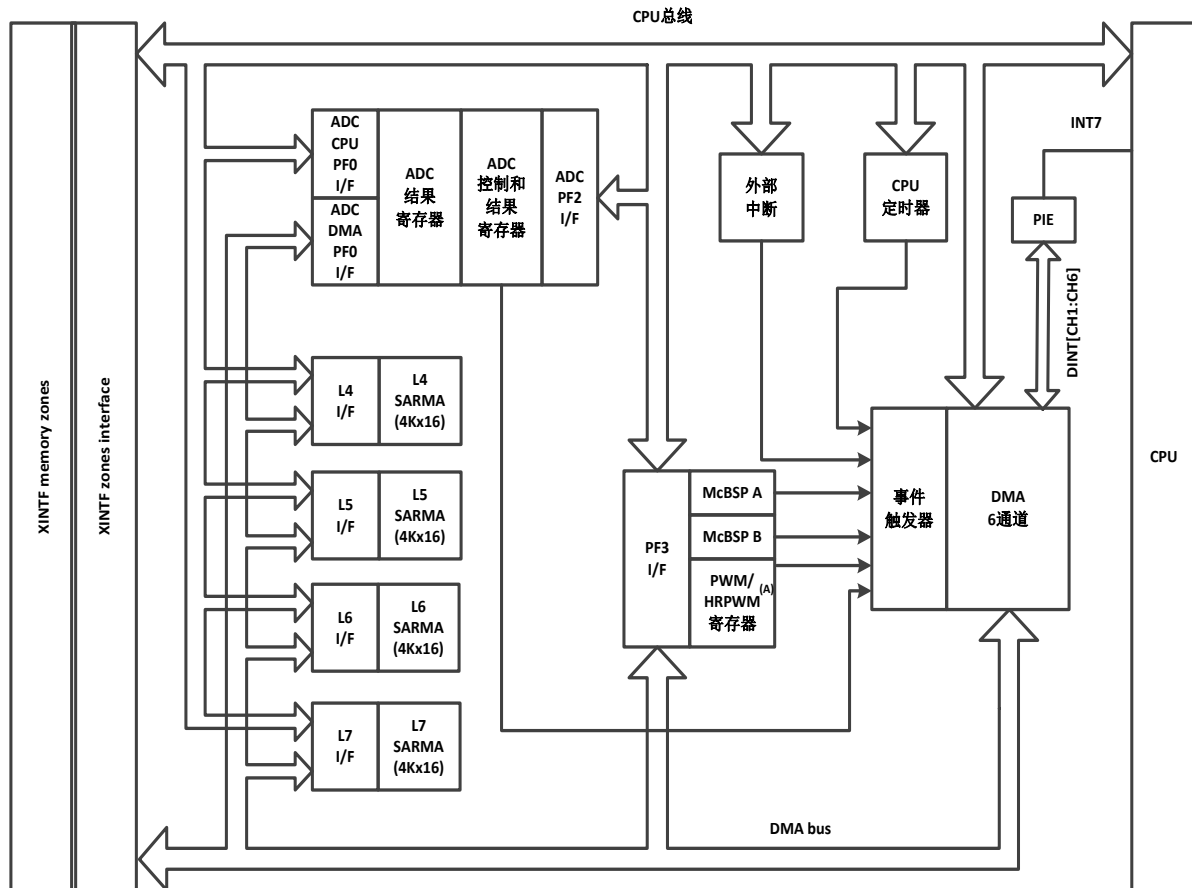 CPU总线
XINTF memory zones
XINTF zones interface
ADC
CPU
PF0
I/F
ADC
DMA
PF0
I/F
ADC
结果
寄存器
ADC
控制和
结果
寄存器
ADC
PF2
I/F
外部
中断
CPU
定时器
INT7
PIE
DINT[CH1:CH6]
CPU
L4
I/F
L4
SARMA
(4Kx16)
L5
I/F
L5
SARMA
(4Kx16)
L6
I/F
L6
SARMA
(4Kx16)
L7
I/F
L7
SARMA
(4Kx16)
PF3
I/F
McBSP A
McBSP B
PWM/
HRPWM(A)
寄存器
事件
触发器
DMA
6通道
DMA bus